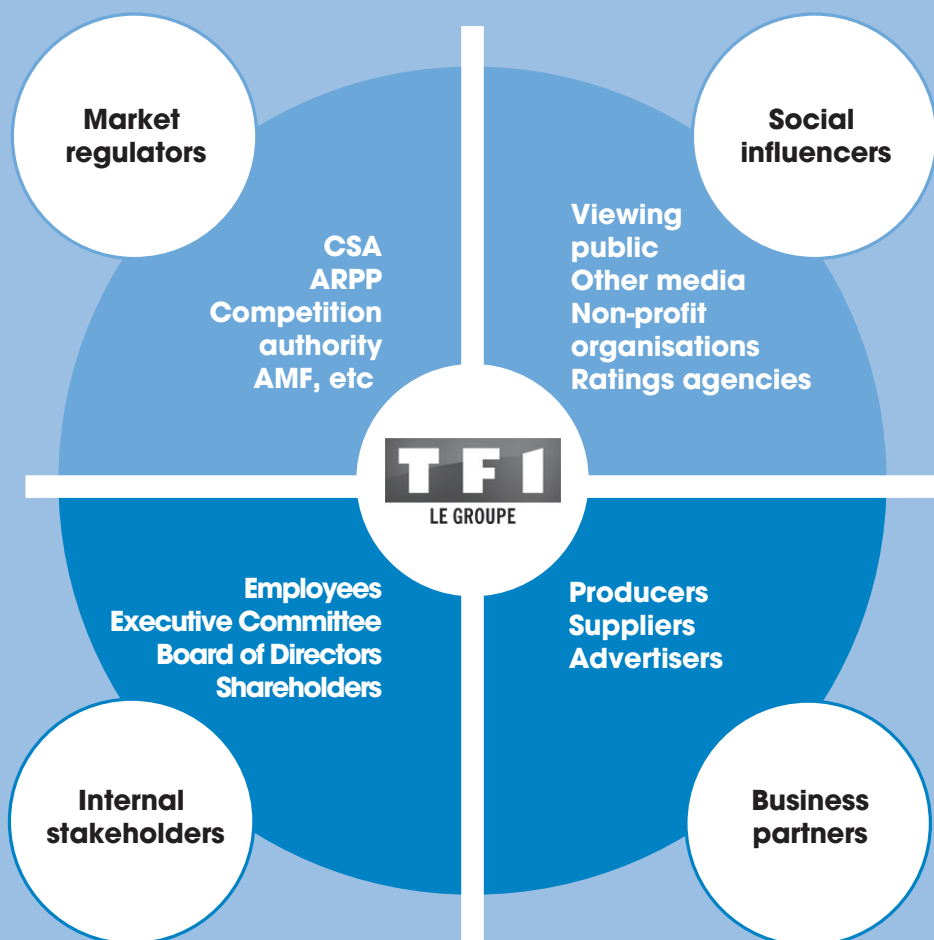 Market
regulators
CSA
ARPP
Competition
authority
AMF, etc
Social
influencers
Viewing
public
Other media
Non-profit
organisations
Ratings agencies
TF1
LE GROUPE
Employees
Executive Committee
Board of Directors
Shareholders
Internal
stakeholders
Producers
Suppliers
Advertisers
Business
partners